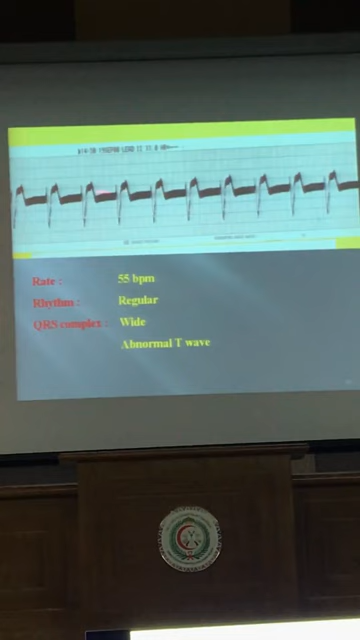 Rate : 55 bpm
Rhythm : Regular
QRS complex : Wide
Abnormal T wave